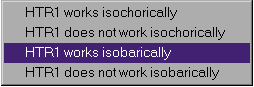 HTR1 works isochorically
HTR1 does not work isochorically
HTR1 works isobarically
HTR1 does not work isobarically